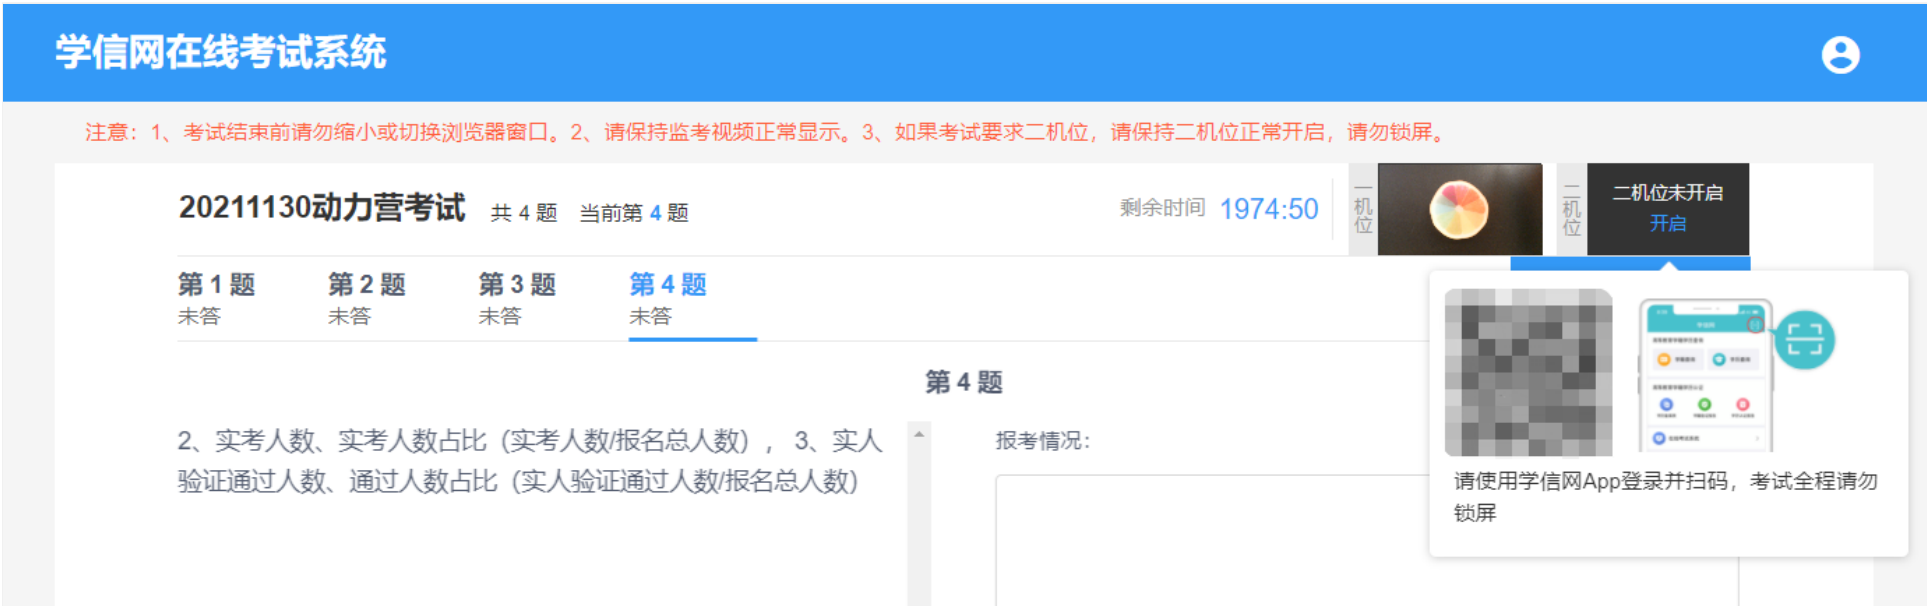 学信网在线考试系统
注意：1、考试结束前请勿缩小或切换浏览器窗口。2、请保持监考视频正常显示。3、如果考试要求二机位，请保持二机位正常开启，请勿锁屏。
20211130动力营考试 共 4 题 当前第 4 题
剩余时间 1974:50
一机位
二机位
二机位未开启
开启
第 1 题
未答
第 2 题
未答
第 3 题
未答
第 4 题
未答
第 4 题
2、实考人数、实考人数占比（实考人数/报名总人数），3、实人
验证通过人数、通过人数占比（实人验证通过人数/报名总人数）
报考情况：
请使用学信网App登录并扫码，考试全程请勿
锁屏